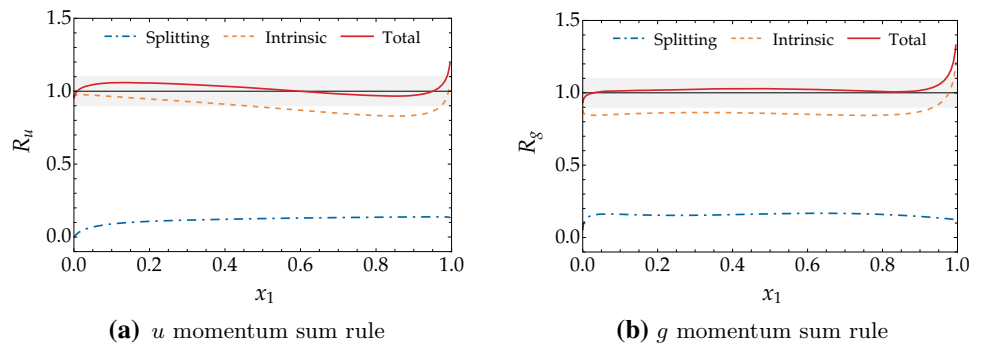 1.5
Splitting Intrinsic Total
1.0
R_u
0.5
0.0
0.0 0.2 0.4 0.6 0.8 1.0
x_1
(a) u momentum sum rule
1.5
Splitting Intrinsic Total
1.0
R_g
0.5
0.0
0.0 0.2 0.4 0.6 0.8 1.0
x_1
(b) g momentum sum rule